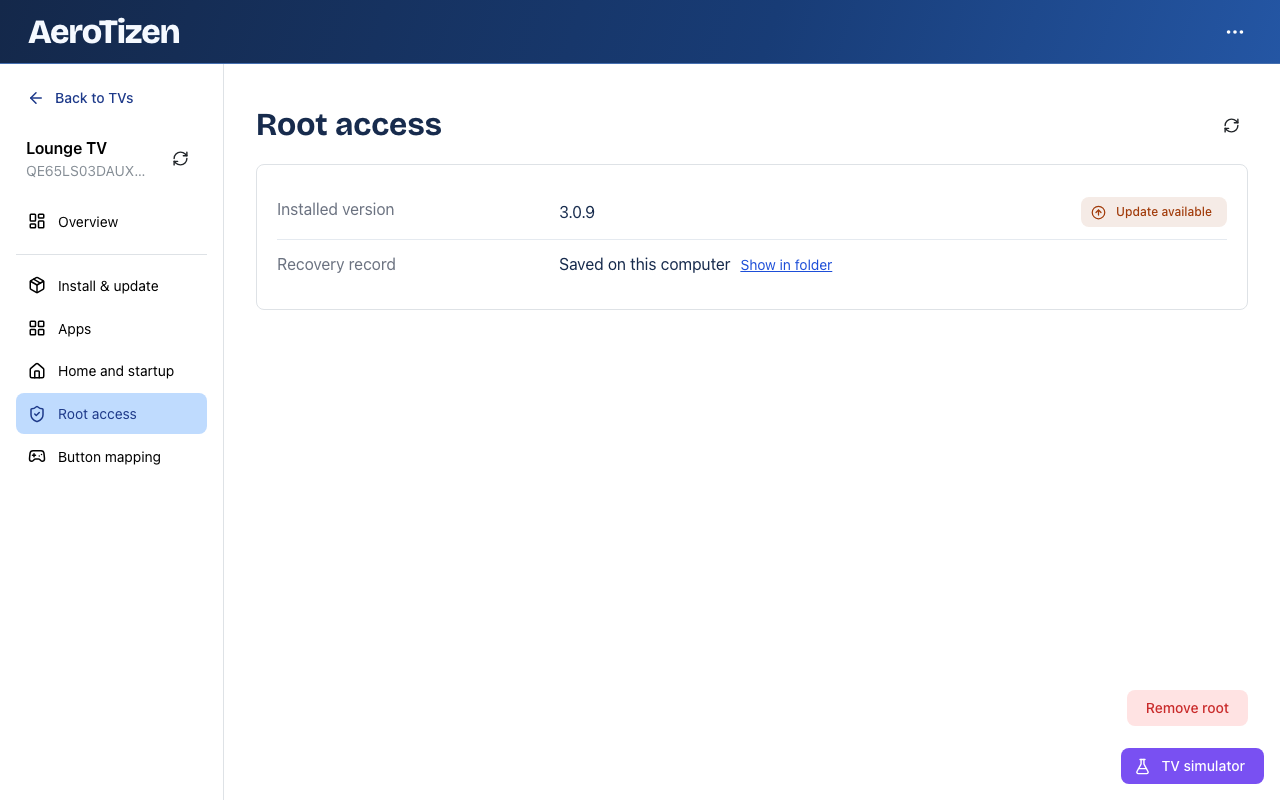 AeroTizen
Back to TVs
Lounge TV
QE65LS03DAUX...
Overview
Install & update
Apps
Home and startup
Root access
Button mapping
Root access
Installed version 3.0.9 Update available
Recovery record Saved on this computer Show in folder
Remove root
TV simulator